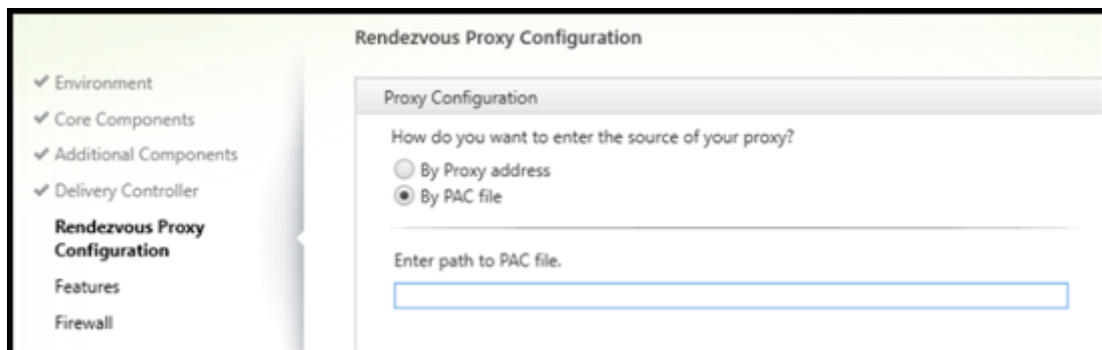 Rendezvous Proxy Configuration
✔ Environment
✔ Core Components
✔ Additional Components
✔ Delivery Controller
Rendezvous Proxy
Configuration
Features
Firewall
Proxy Configuration
How do you want to enter the source of your proxy?
By Proxy address
By PAC file
Enter path to PAC file.